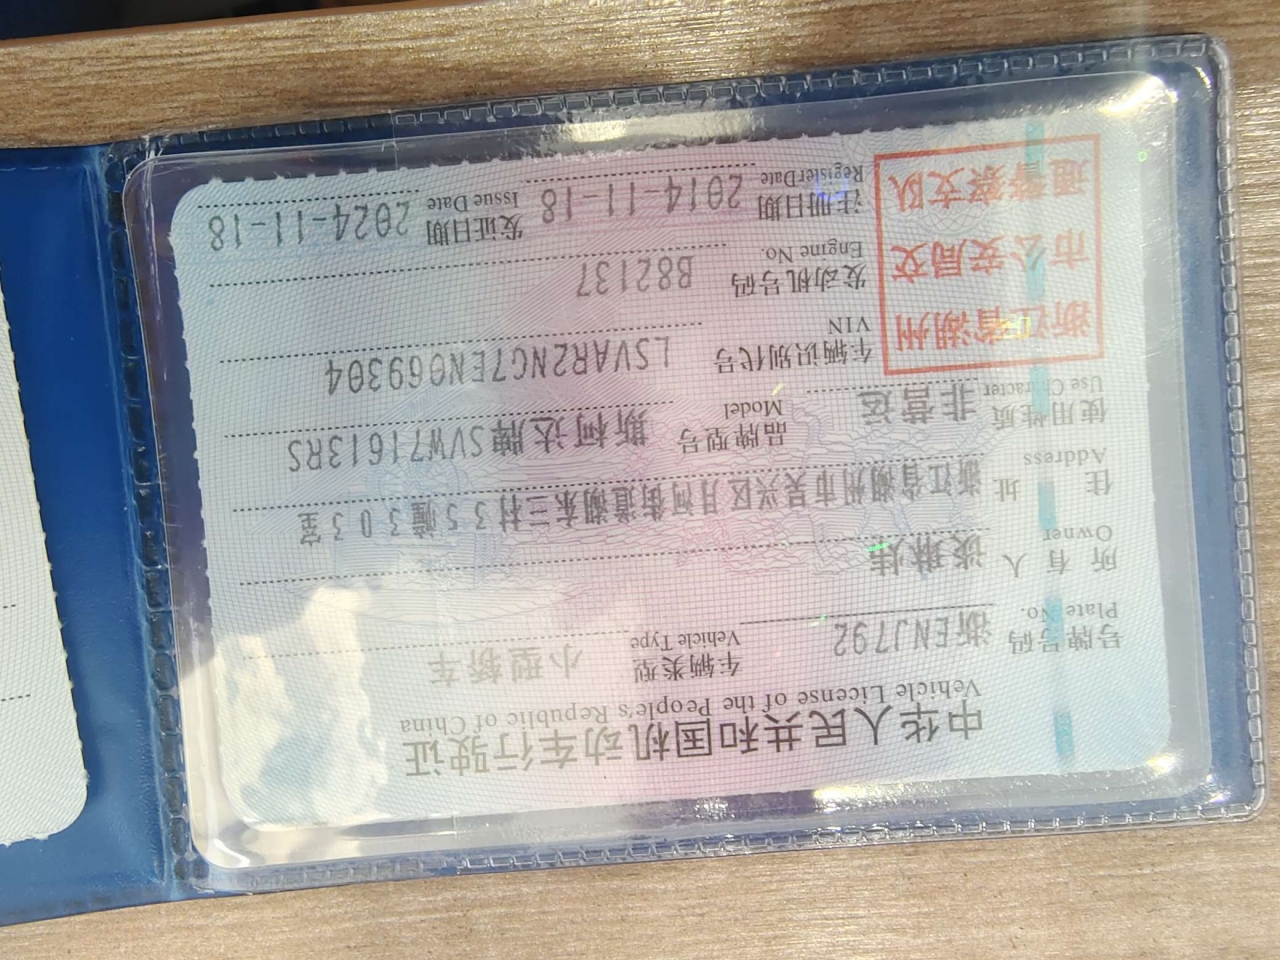 中华人民共和国机动车行驶证
Vehicle License of the People's Republic of China
号牌号码 浙ENJ792 车辆类型 小型轿车
Plate No. Vehicle Type
所有人 谈琳炜
Owner
住址 浙江省湖州市吴兴区月河街道潮东三村35幢303室
Address
使用性质 非营运 品牌型号 斯柯达牌SVW71613RS
Use Character Model
浙江省湖州
市公安局交
通警察支队
车辆识别代号 LSVAR2NG7EN069304
VIN
发动机号码 B82137
Engine No.
注册日期 2014-11-18 发证日期 2024-11-18
Register Date Issue Date